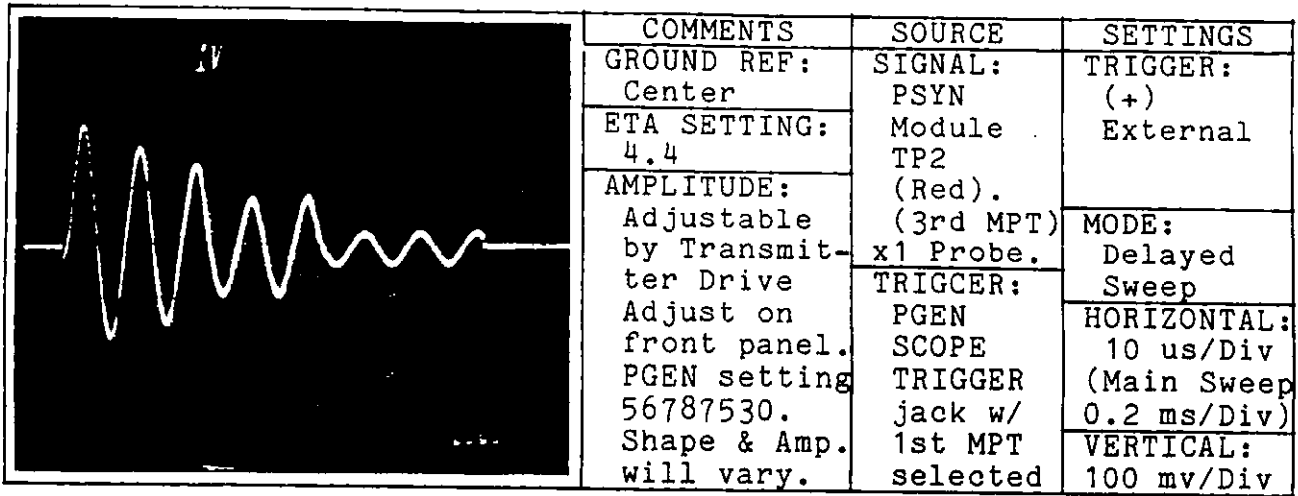 1V
COMMENTS
GROUND REF:
Center
ETA SETTING:
4.4
AMPLITUDE:
Adjustable
by Transmit-
ter Drive
Adjust on
front panel.
PGEN setting
56787530.
Shape & Amp.
will vary.
SOURCE
SIGNAL:
PSYN
Module
TP2
(Red).
(3rd MPT)
x1 Probe.
TRIGCER:
PGEN
SCOPE
TRIGGER
jack w/
1st MPT
selected
SETTINGS
TRIGGER:
(+)
External
MODE:
Delayed
Sweep
HORIZONTAL:
10 us/Div
(Main Sweep
0.2 ms/Div)
VERTICAL:
100 mv/Div